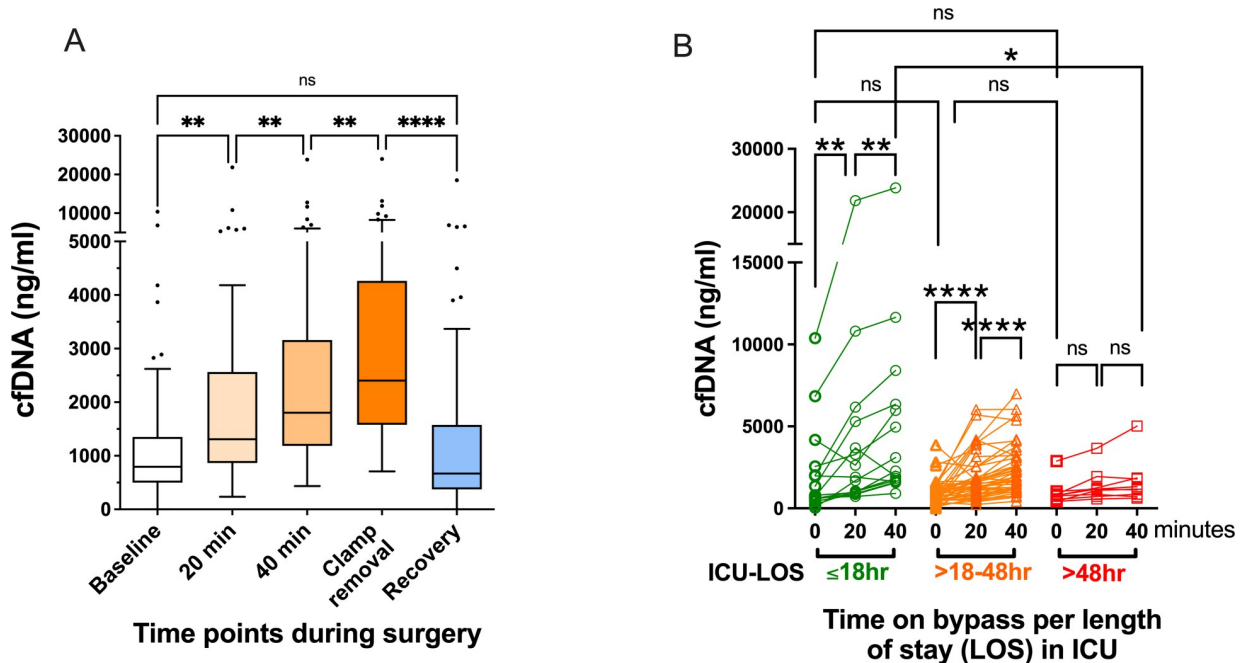 A
ns
** ** ** ****
30000
20000
10000
5000
4000
3000
2000
1000
0
cfDNA (ng/ml)
Baseline
20 min
40 min
Clamp
removal
Recovery
Time points during surgery
B
ns
*
ns ns
** **
****
****
ns ns
30000
20000
15000
10000
5000
0
cfDNA (ng/ml)
0 20 40 0 20 40 0 20 40 minutes
ICU-LOS ≤18hr >18-48hr >48hr
Time on bypass per length
of stay (LOS) in ICU